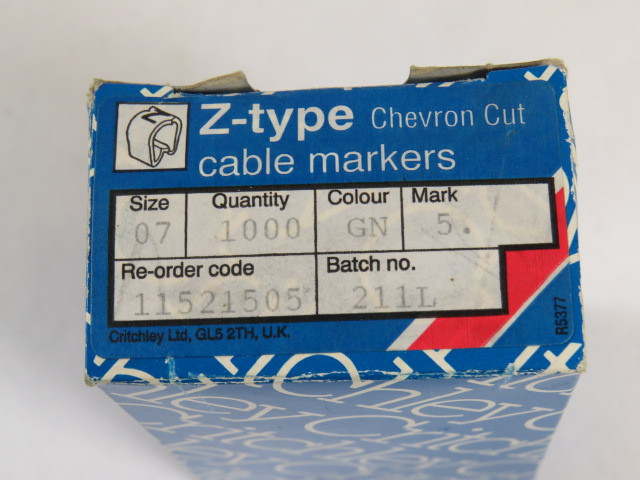 Z-type Chevron Cut
cable markers
Size Quantity Colour Mark
07 1000 GN 5.
Re-order code Batch no.
11521505 211L
Critchley Ltd, GL5 2TH, U.K.
R5377